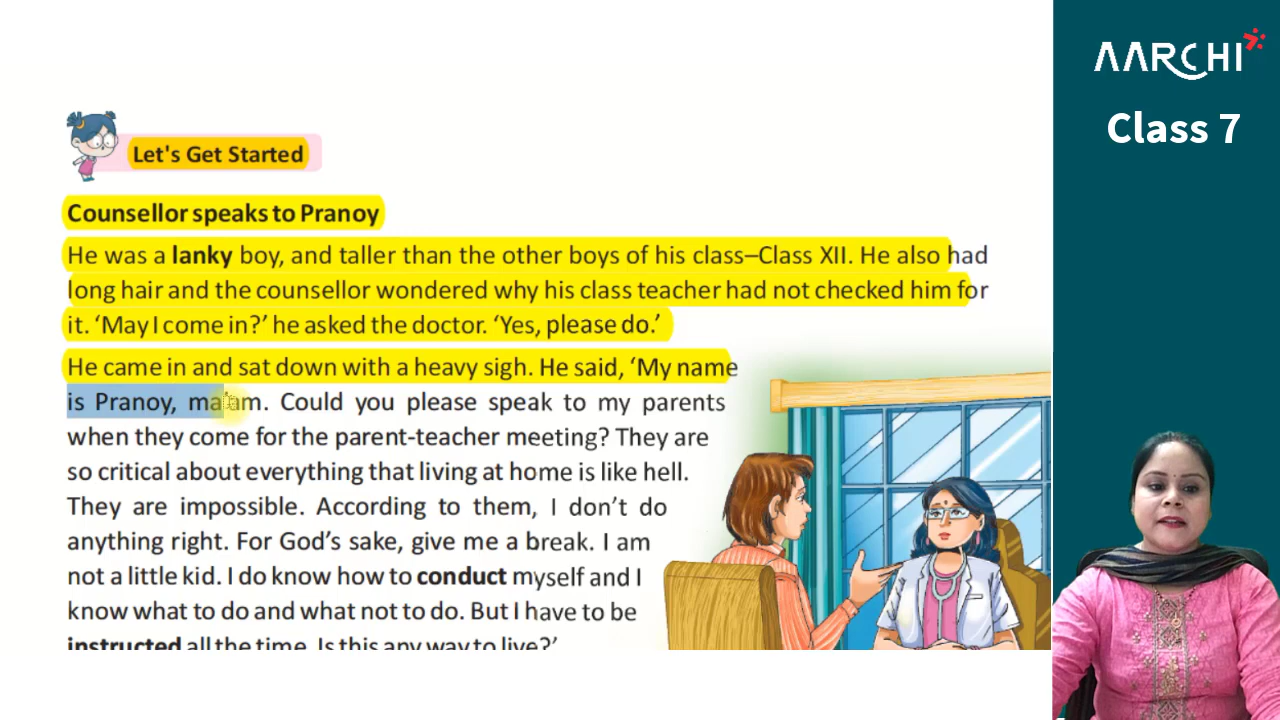 AARCHI
Class 7
Let's Get Started
Counsellor speaks to Pranoy
He was a lanky boy, and taller than the other boys of his class–Class XII. He also had
long hair and the counsellor wondered why his class teacher had not checked him for
it. ‘May I come in?’ he asked the doctor. ‘Yes, please do.’
He came in and sat down with a heavy sigh. He said, ‘My name
is Pranoy, ma'am. Could you please speak to my parents
when they come for the parent-teacher meeting? They are
so critical about everything that living at home is like hell.
They are impossible. According to them, I don’t do
anything right. For God’s sake, give me a break. I am
not a little kid. I do know how to conduct myself and I
know what to do and what not to do. But I have to be
instructed all the time. Is this any way to live?’